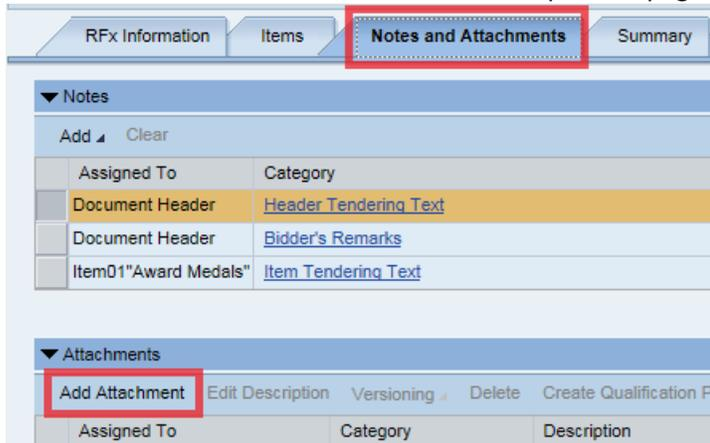 RFx Information Items Notes and Attachments Summary
Notes
Add Clear
Assigned To Category
Document Header Header Tendering Text
Document Header Bidder's Remarks
Item01"Award Medals" Item Tendering Text
Attachments
Add Attachment Edit Description Versioning Delete Create Qualification
Assigned To Category Description